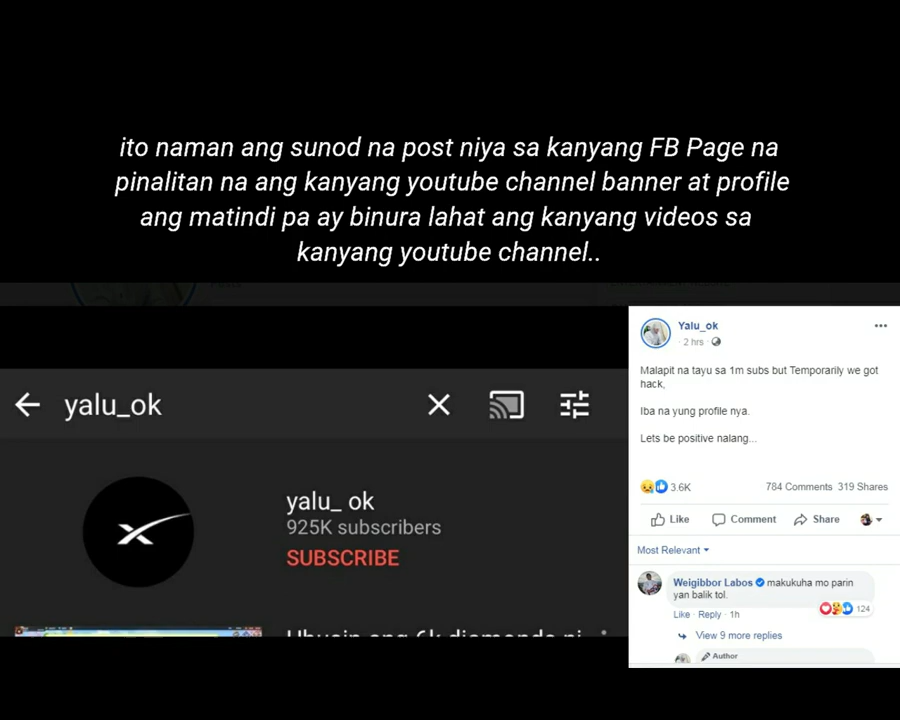 ito naman ang sunod na post niya sa kanyang FB Page na
pinalitan na ang kanyang youtube channel banner at profile
ang matindi pa ay binura lahat ang kanyang videos sa
kanyang youtube channel..
yalu_ok
yalu_ ok
925K subscribers
SUBSCRIBE
Yalu_ok
2 hrs
Malapit na tayu sa 1m subs but Temporarily we got
hack,
Iba na yung profile nya.
Lets be positive nalang...
3.6K 784 Comments 319 Shares
Like Comment Share
Most Relevant
Weigibbor Labos makukuha mo parin
yan balik tol.
124
Like · Reply · 1h
View 9 more replies
Author